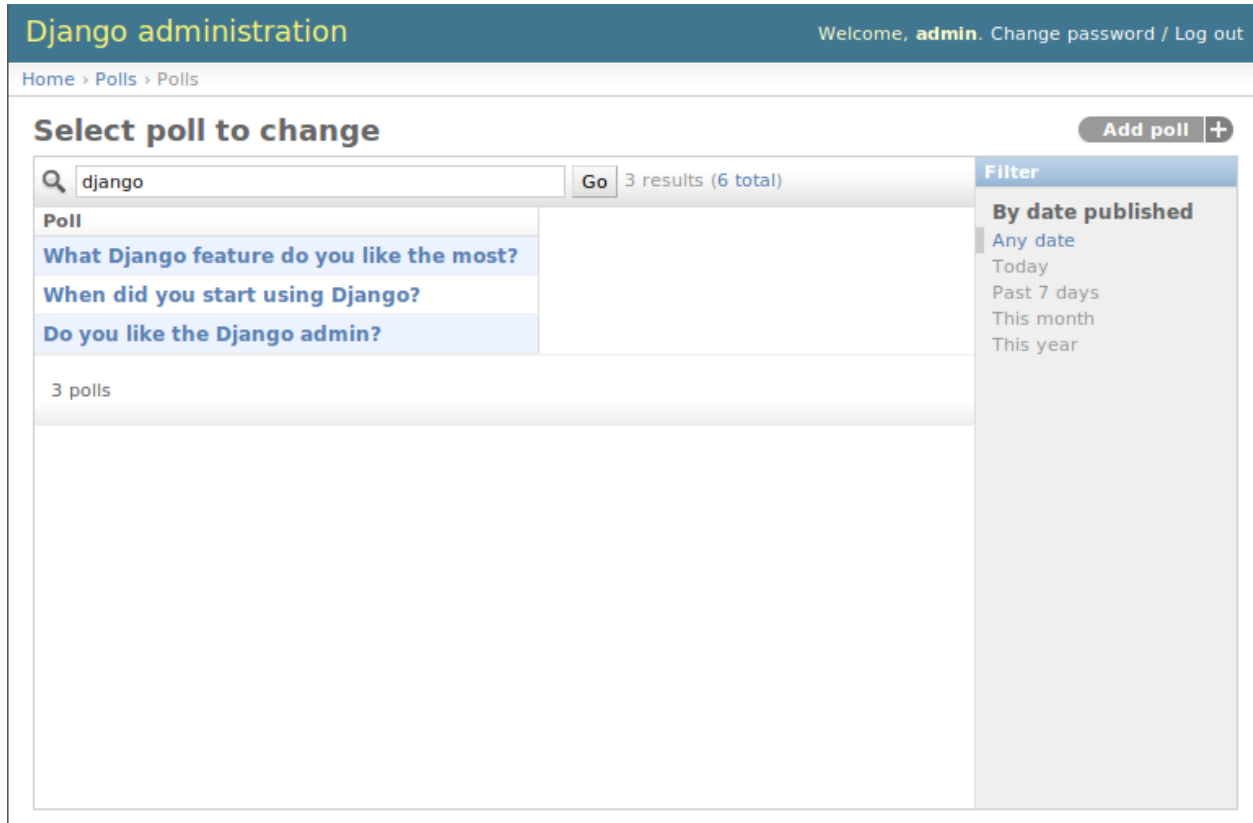 Django administration
Welcome, admin. Change password / Log out
Home › Polls › Polls
Select poll to change
Add poll +
django
Go
3 results (6 total)
Poll
What Django feature do you like the most?
When did you start using Django?
Do you like the Django admin?
3 polls
Filter
By date published
Any date
Today
Past 7 days
This month
This year